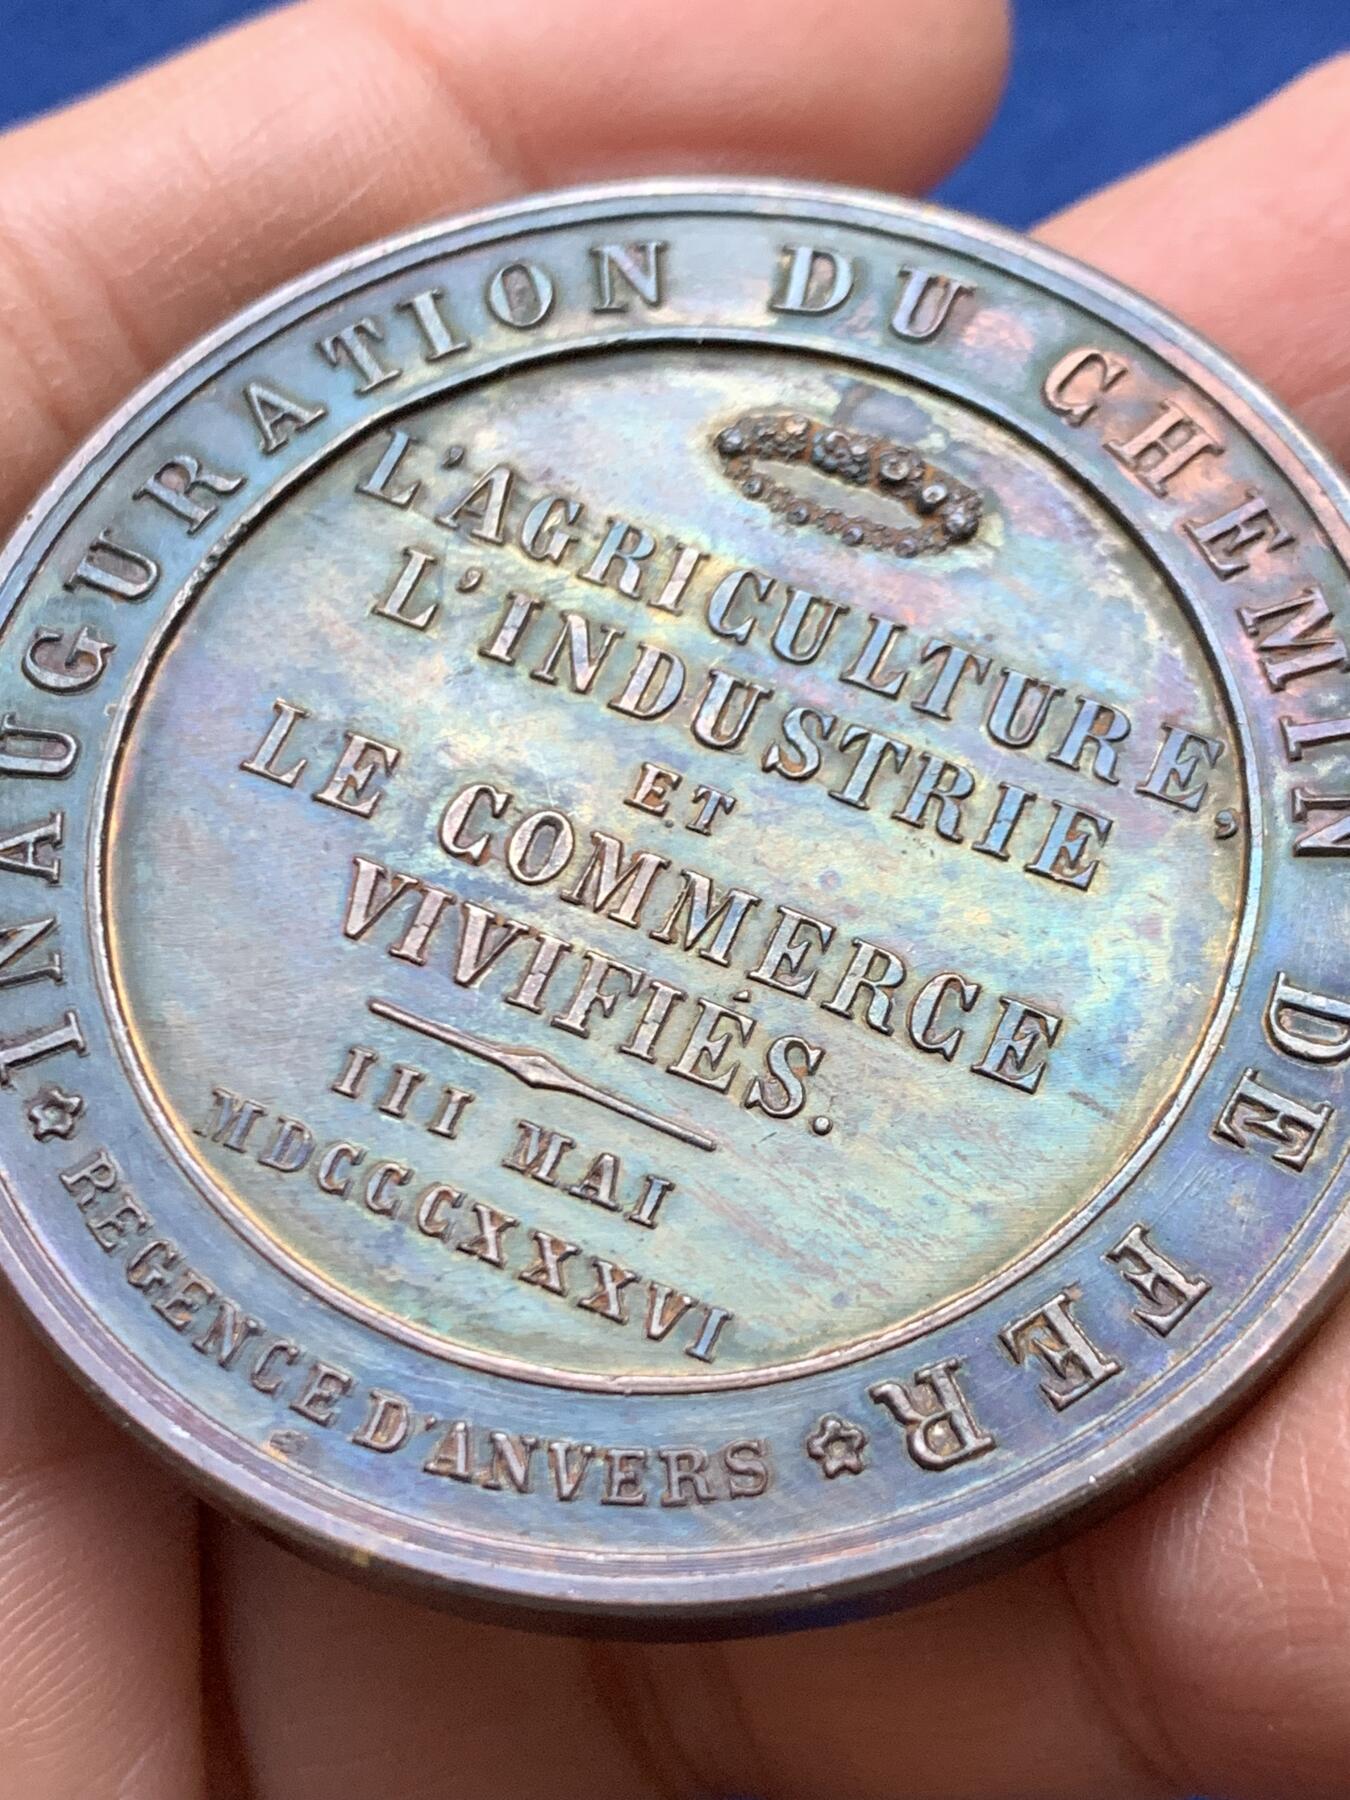 INAUGURATION DU CHEMIN DE FER
L'AGRICULTURE,
L'INDUSTRIE
ET
LE COMMERCE
VIVIFIÉS.
III MAI
MDCCCXXXVI
REGENCE D'ANVERS